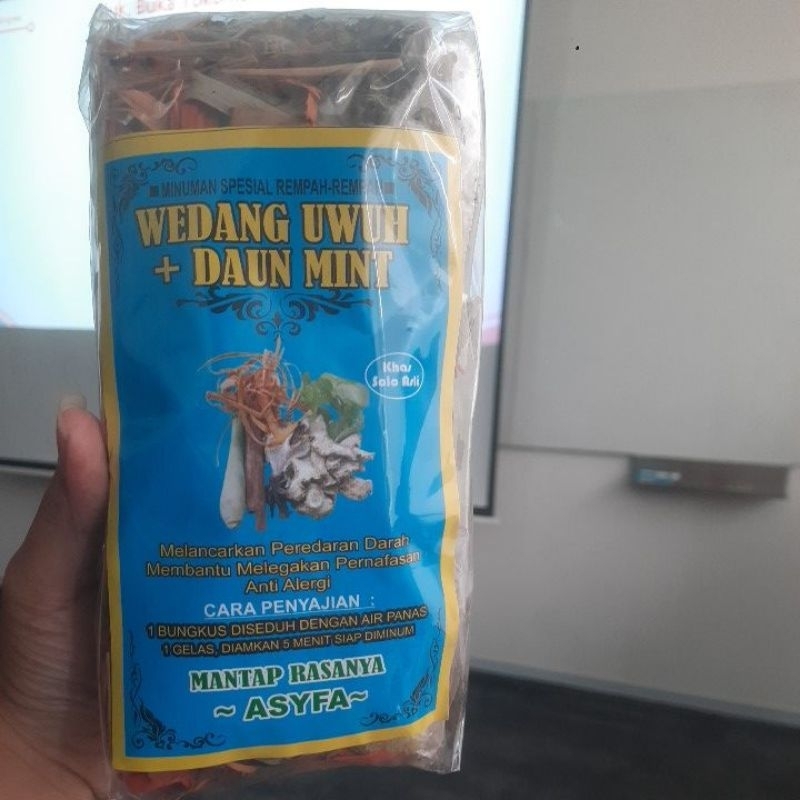 Buka
MINUMAN SPESIAL REMPAH-REMPAH
WEDANG UWUH
+ DAUN MINT
Khas
Solo Asli
Melancarkan Peredaran Darah
Membantu Melegakan Pernafasan
Anti Alergi
CARA PENYAJIAN :
1 BUNGKUS DISEDUH DENGAN AIR PANAS
1 GELAS, DIAMKAN 5 MENIT SIAP DIMINUM
MANTAP RASANYA
~ ASYFA~